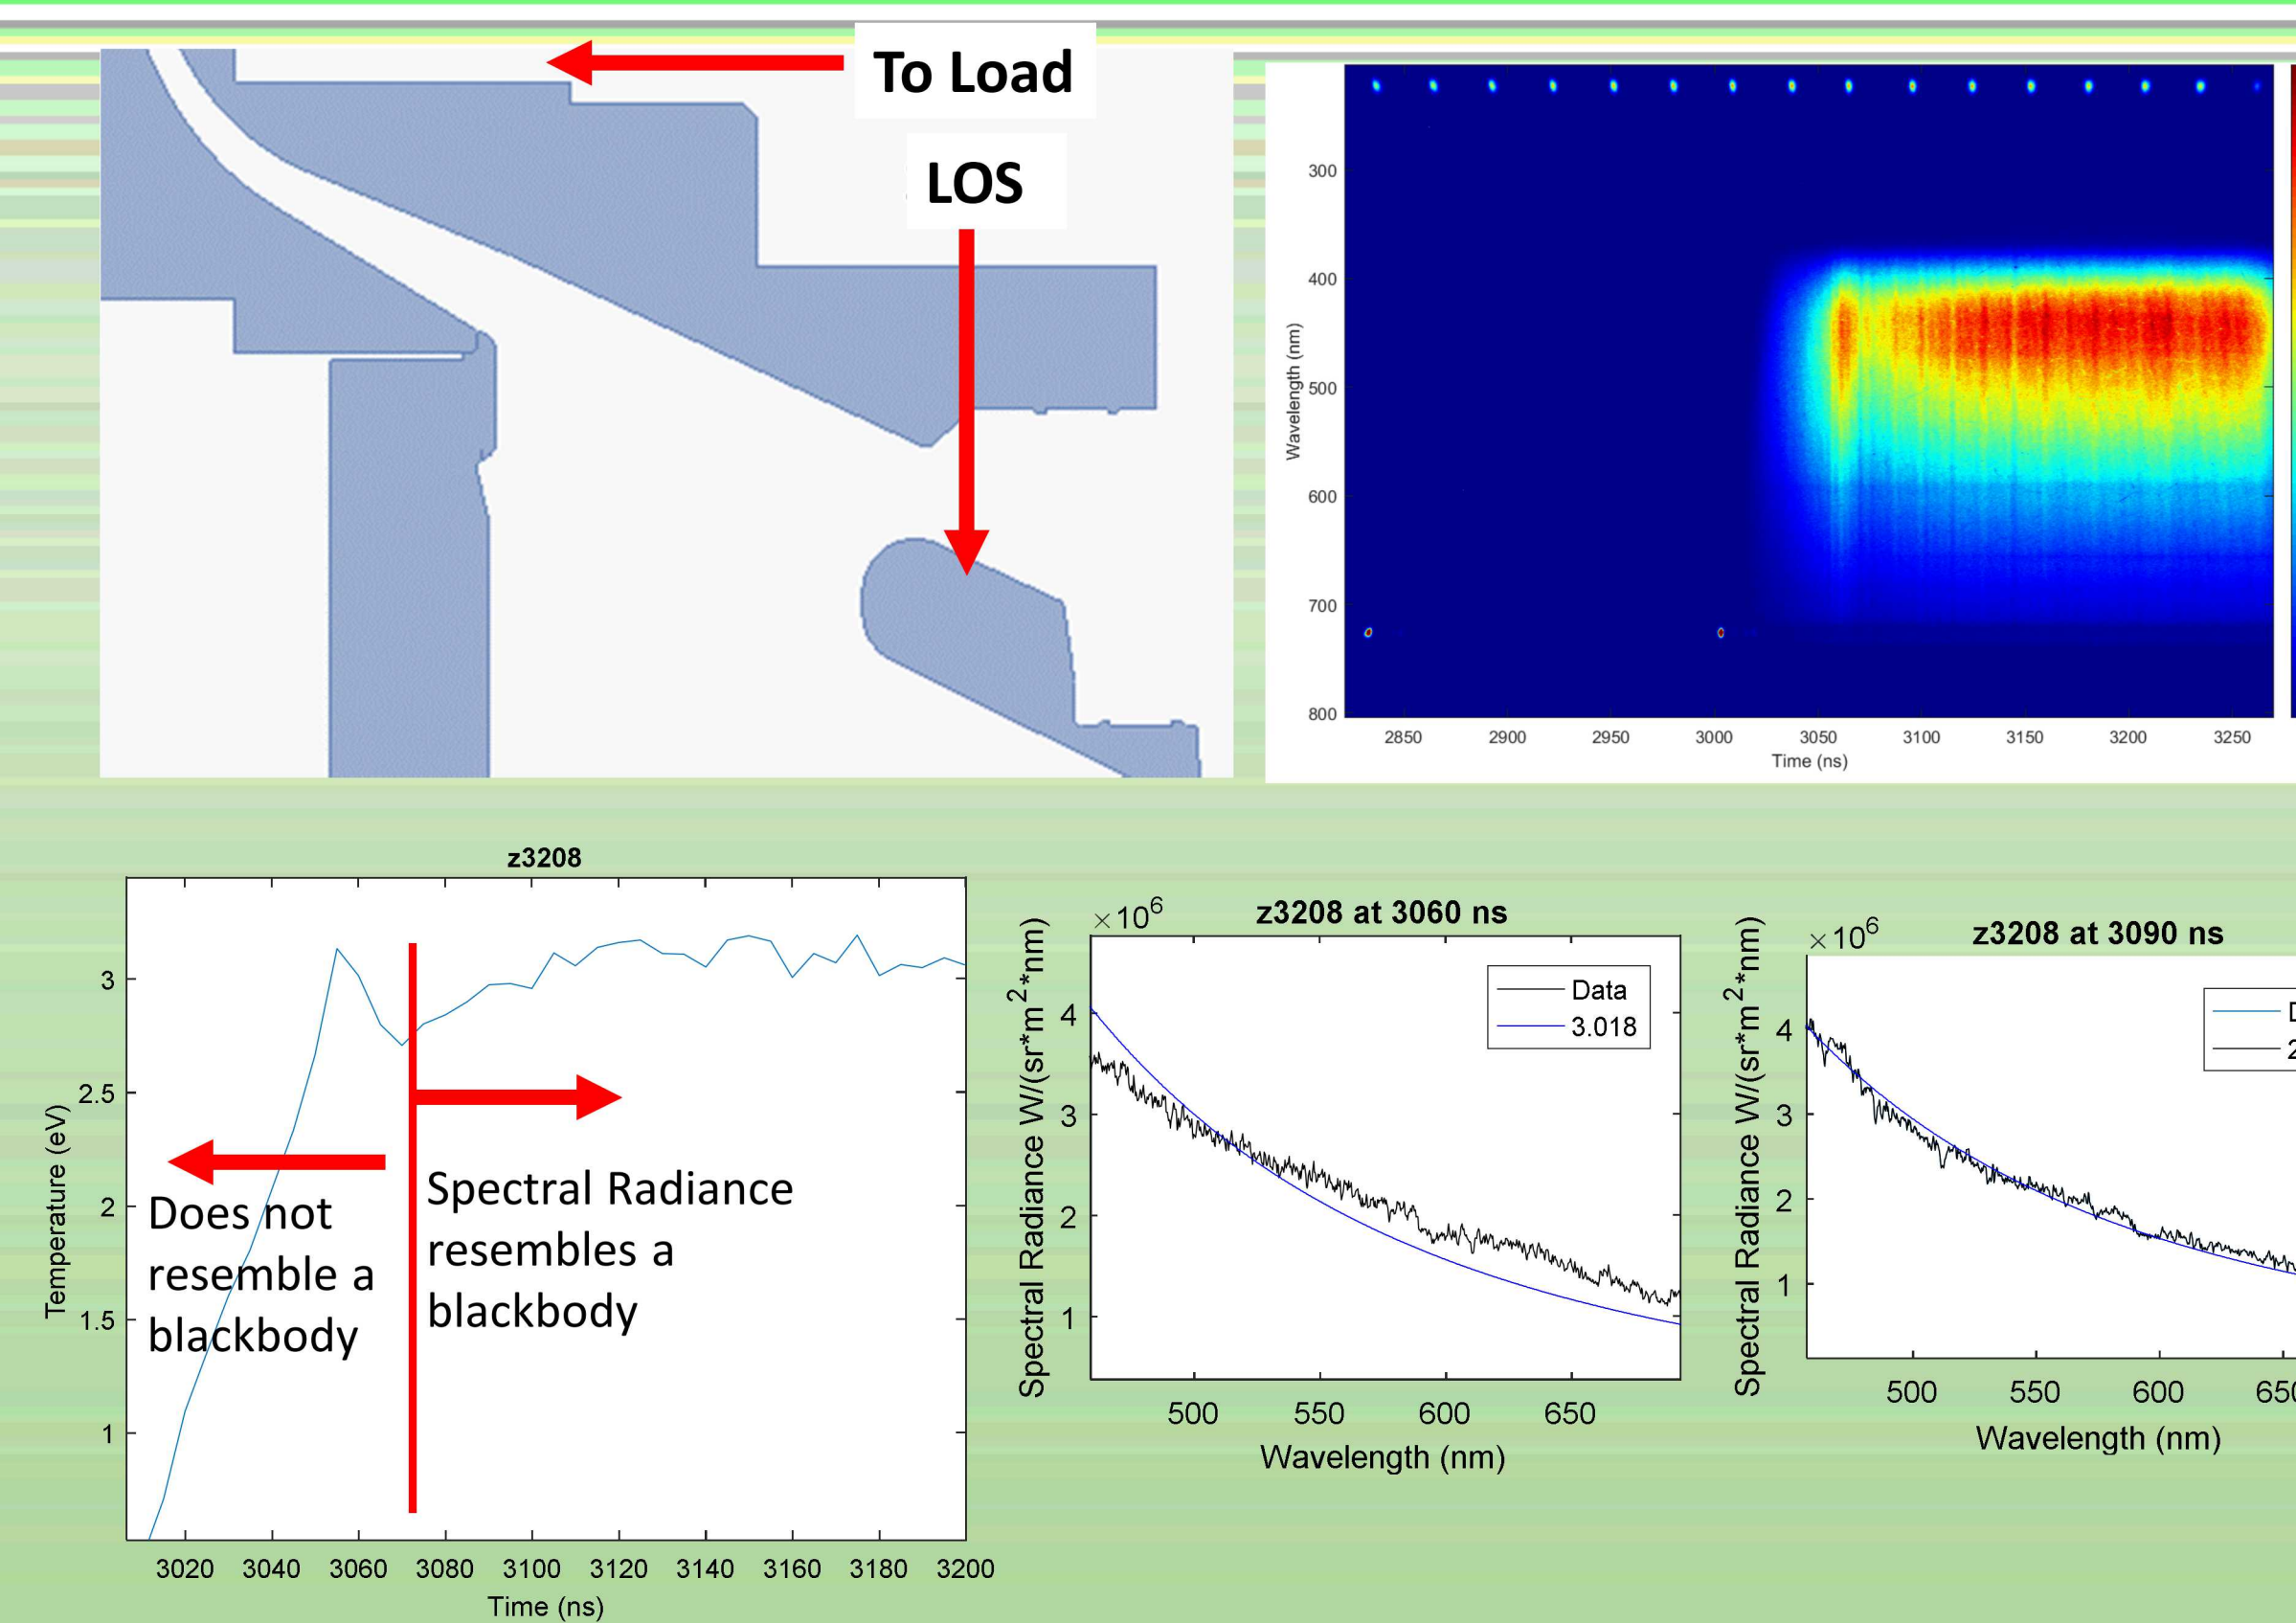 To Load
LOS
300
400
500
600
700
800
Wavelength (nm)
2850 2900 2950 3000 3050 3100 3150 3200 3250
Time (ns)
z3208
3
2.5
2
1.5
1
Temperature (eV)
Does not
resemble a
blackbody
Spectral Radiance
resembles a
blackbody
3020 3040 3060 3080 3100 3120 3140 3160 3180 3200
Time (ns)
×10⁶
z3208 at 3060 ns
Data
3.018
4
3
2
1
Spectral Radiance W/(sr*m²*nm)
500 550 600 650
Wavelength (nm)
×10⁶
z3208 at 3090 ns
4
3
2
1
Spectral Radiance W/(sr*m²*nm)
500 550 600
Wavelength (nm)